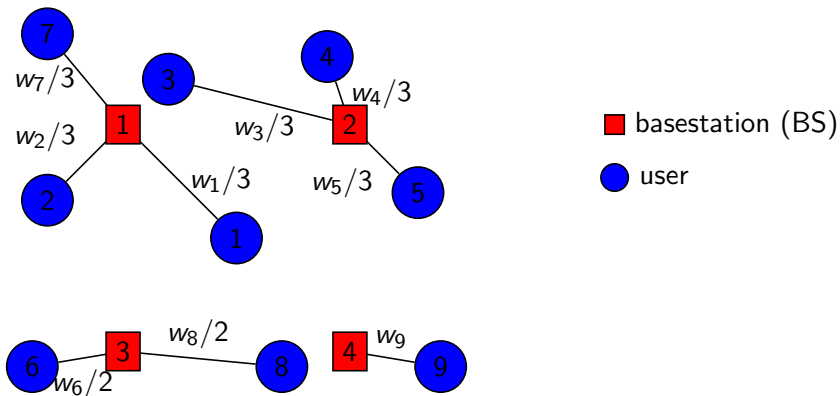 7
4
3
w₇/3
w₄/3
1
2
basestation (BS)
w₂/3
w₃/3
w₁/3
w₅/3
user
2
5
1
w₈/2
w₉
3
4
6
8
9
w₆/2